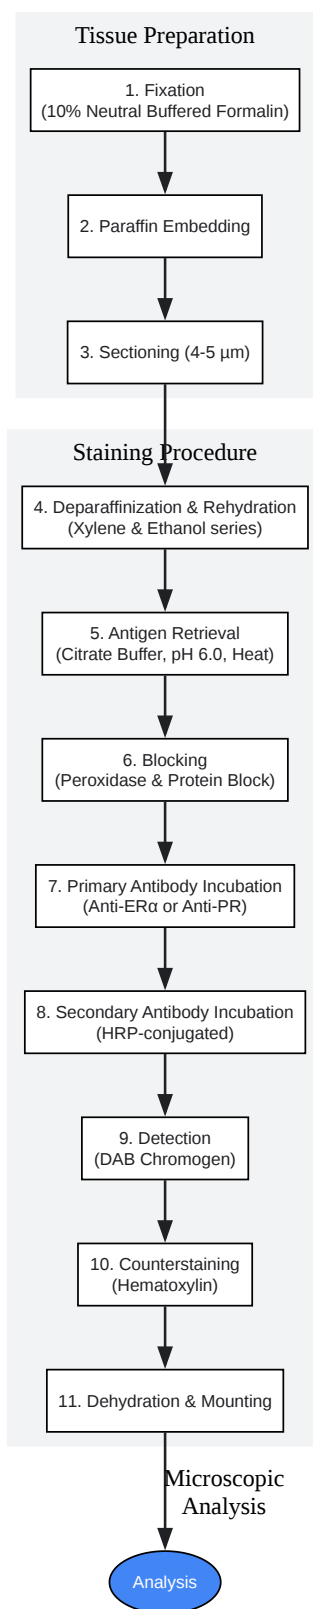 Tissue Preparation
1. Fixation
(10% Neutral Buffered Formalin)
2. Paraffin Embedding
3. Sectioning (4-5 µm)
Staining Procedure
4. Deparaffinization & Rehydration
(Xylene & Ethanol series)
5. Antigen Retrieval
(Citrate Buffer, pH 6.0, Heat)
6. Blocking
(Peroxidase & Protein Block)
7. Primary Antibody Incubation
(Anti-ERα or Anti-PR)
8. Secondary Antibody Incubation
(HRP-conjugated)
9. Detection
(DAB Chromogen)
10. Counterstaining
(Hematoxylin)
11. Dehydration & Mounting
Microscopic
Analysis
Analysis